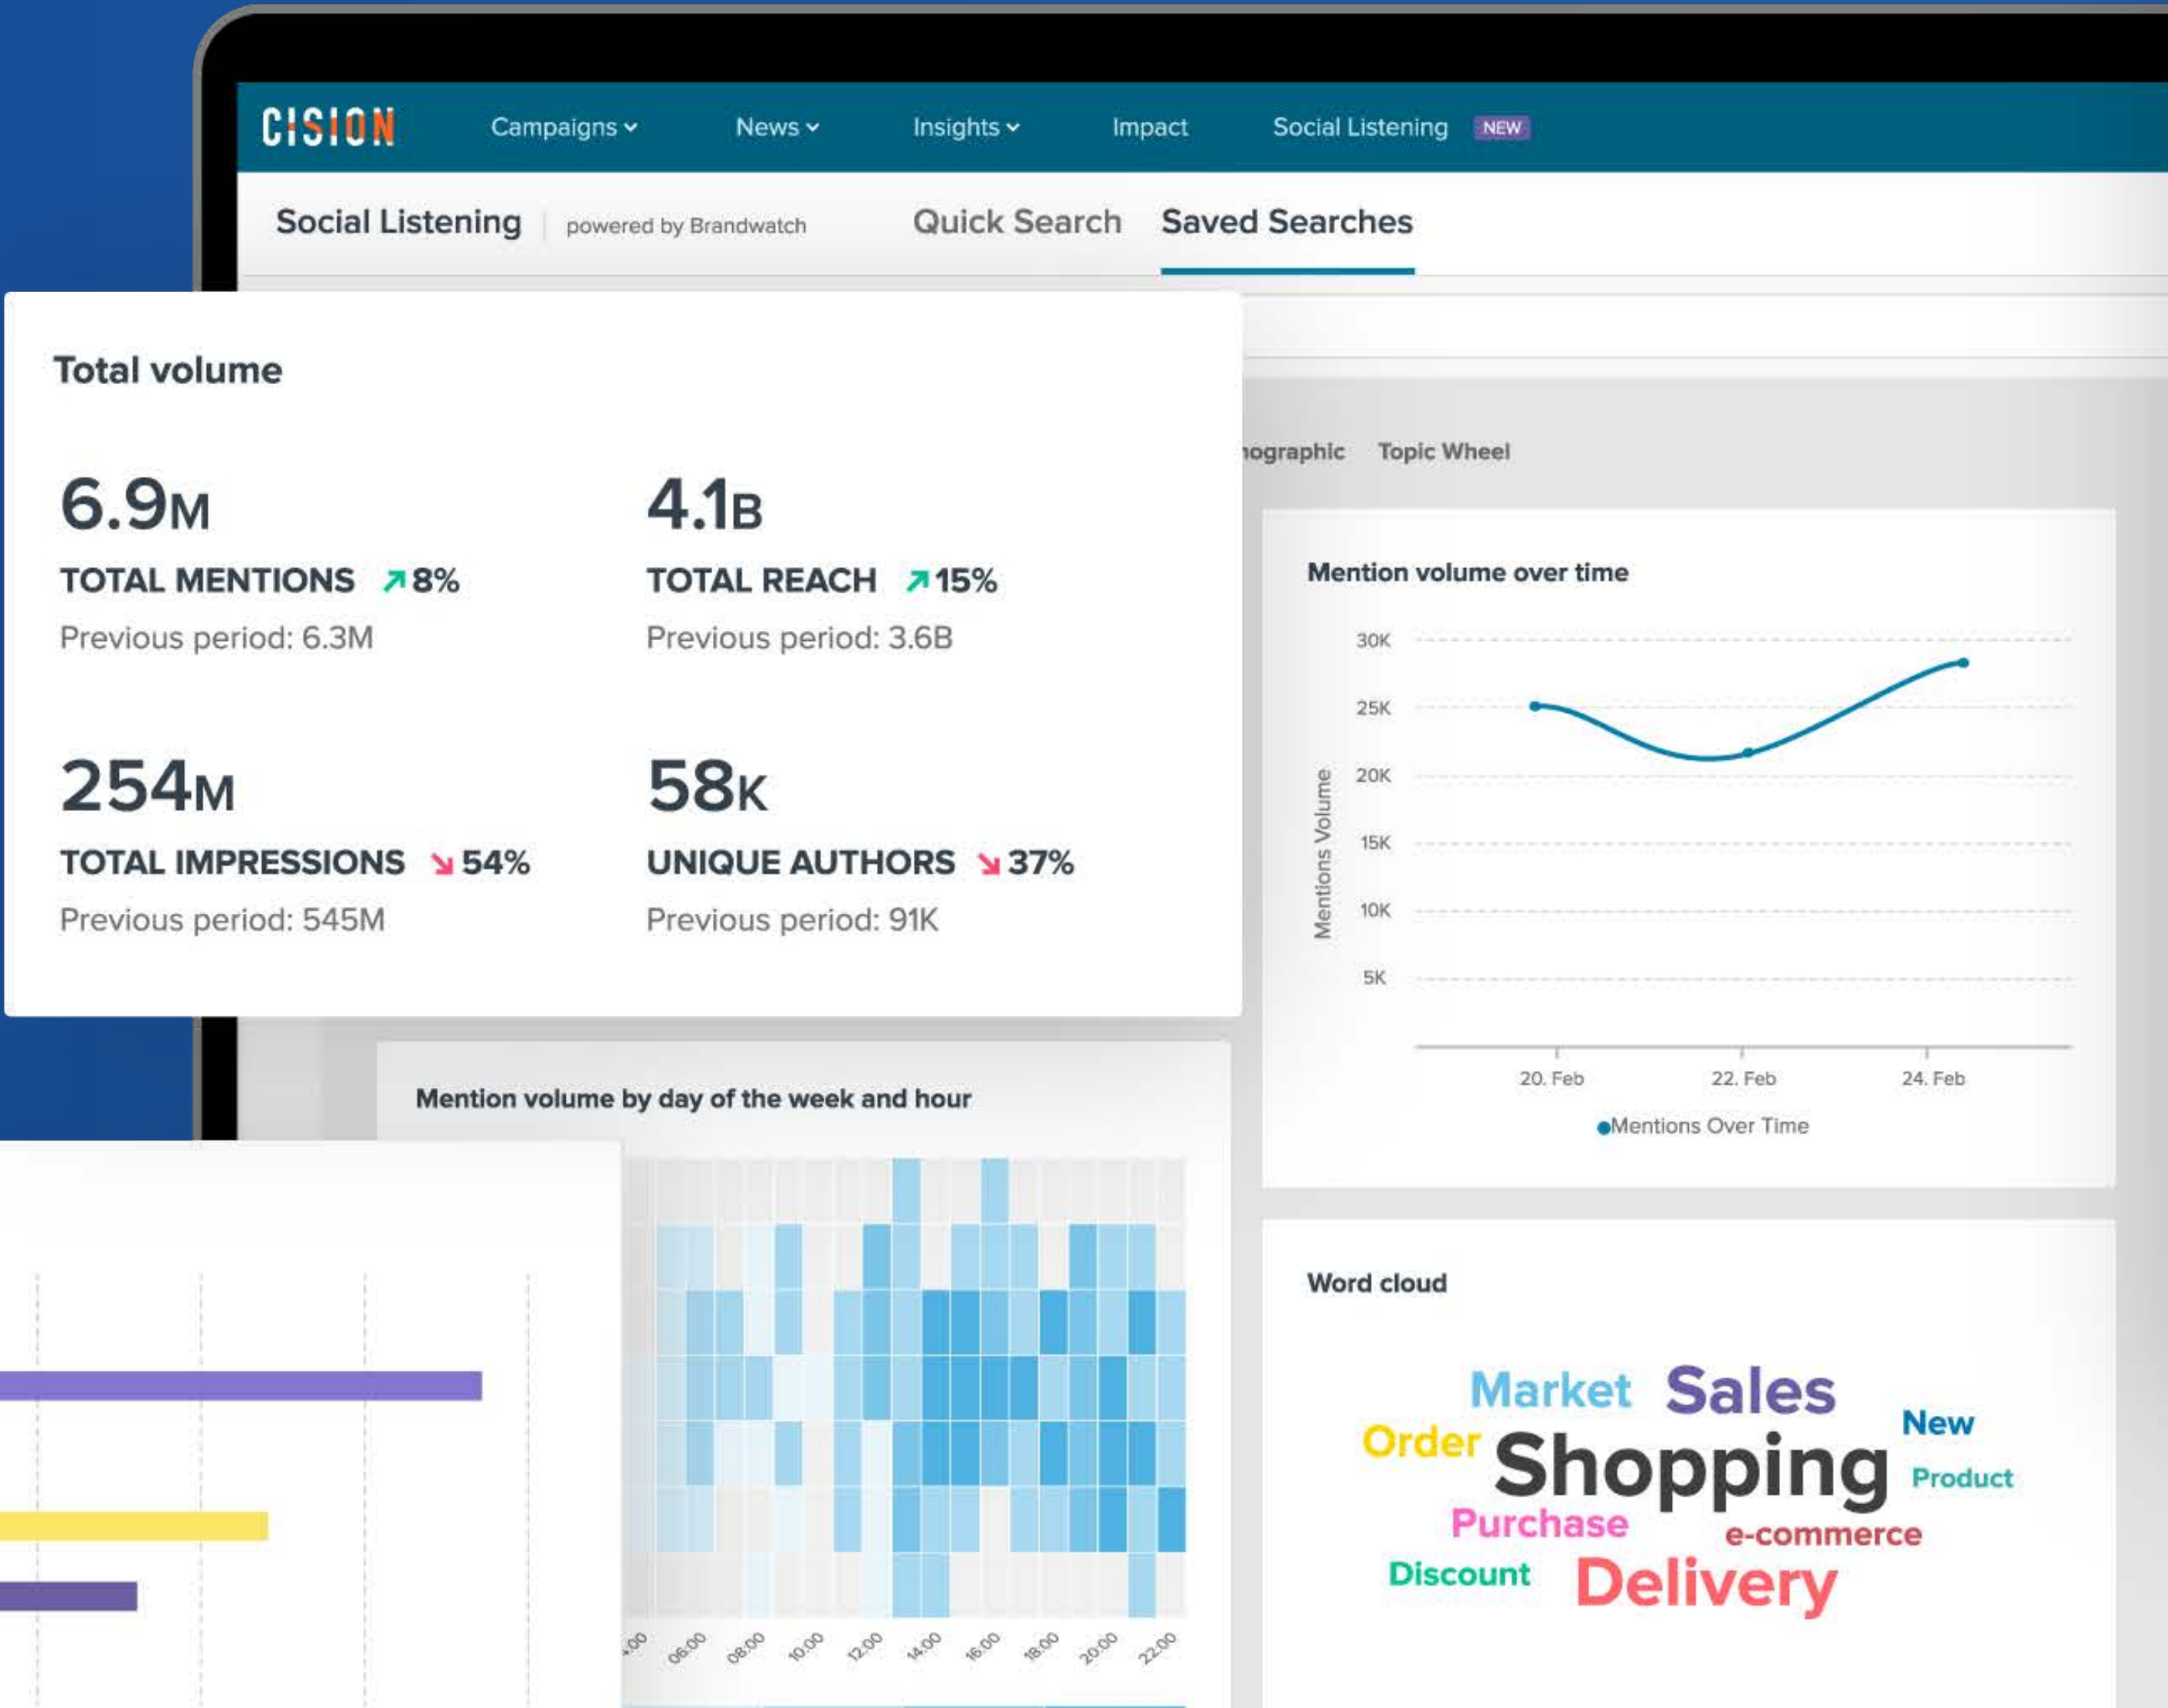 CISION Campaigns News Insights Impact Social Listening NEW
Social Listening powered by Brandwatch Quick Search Saved Searches
Total volume
6.9M 4.1B
TOTAL MENTIONS 8% TOTAL REACH 15%
Previous period: 6.3M Previous period: 3.6B
254M 58K
TOTAL IMPRESSIONS 54% UNIQUE AUTHORS 37%
Previous period: 545M Previous period: 91K
Topic Wheel
Mention volume over time
30K
25K
20K
15K
10K
5K
Mentions Volume
20. Feb 22. Feb 24. Feb
Mentions Over Time
Mention volume by day of the week and hour
06:00 08:00 10:00 12:00 14:00 16:00 18:00 20:00 22:00
Word cloud
Market Sales
New
Order Shopping
Product
Purchase
e-commerce
Discount Delivery